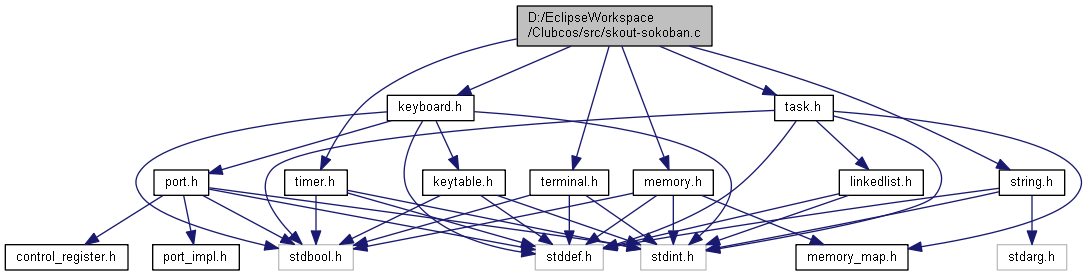 D:/EclipseWorkspace
/Clubcos/src/skout-sokoban.c
keyboard.h
task.h
port.h
timer.h
keytable.h
terminal.h
memory.h
linkedlist.h
string.h
control_register.h
port_impl.h
stdbool.h
stddef.h
stdint.h
memory_map.h
stdarg.h